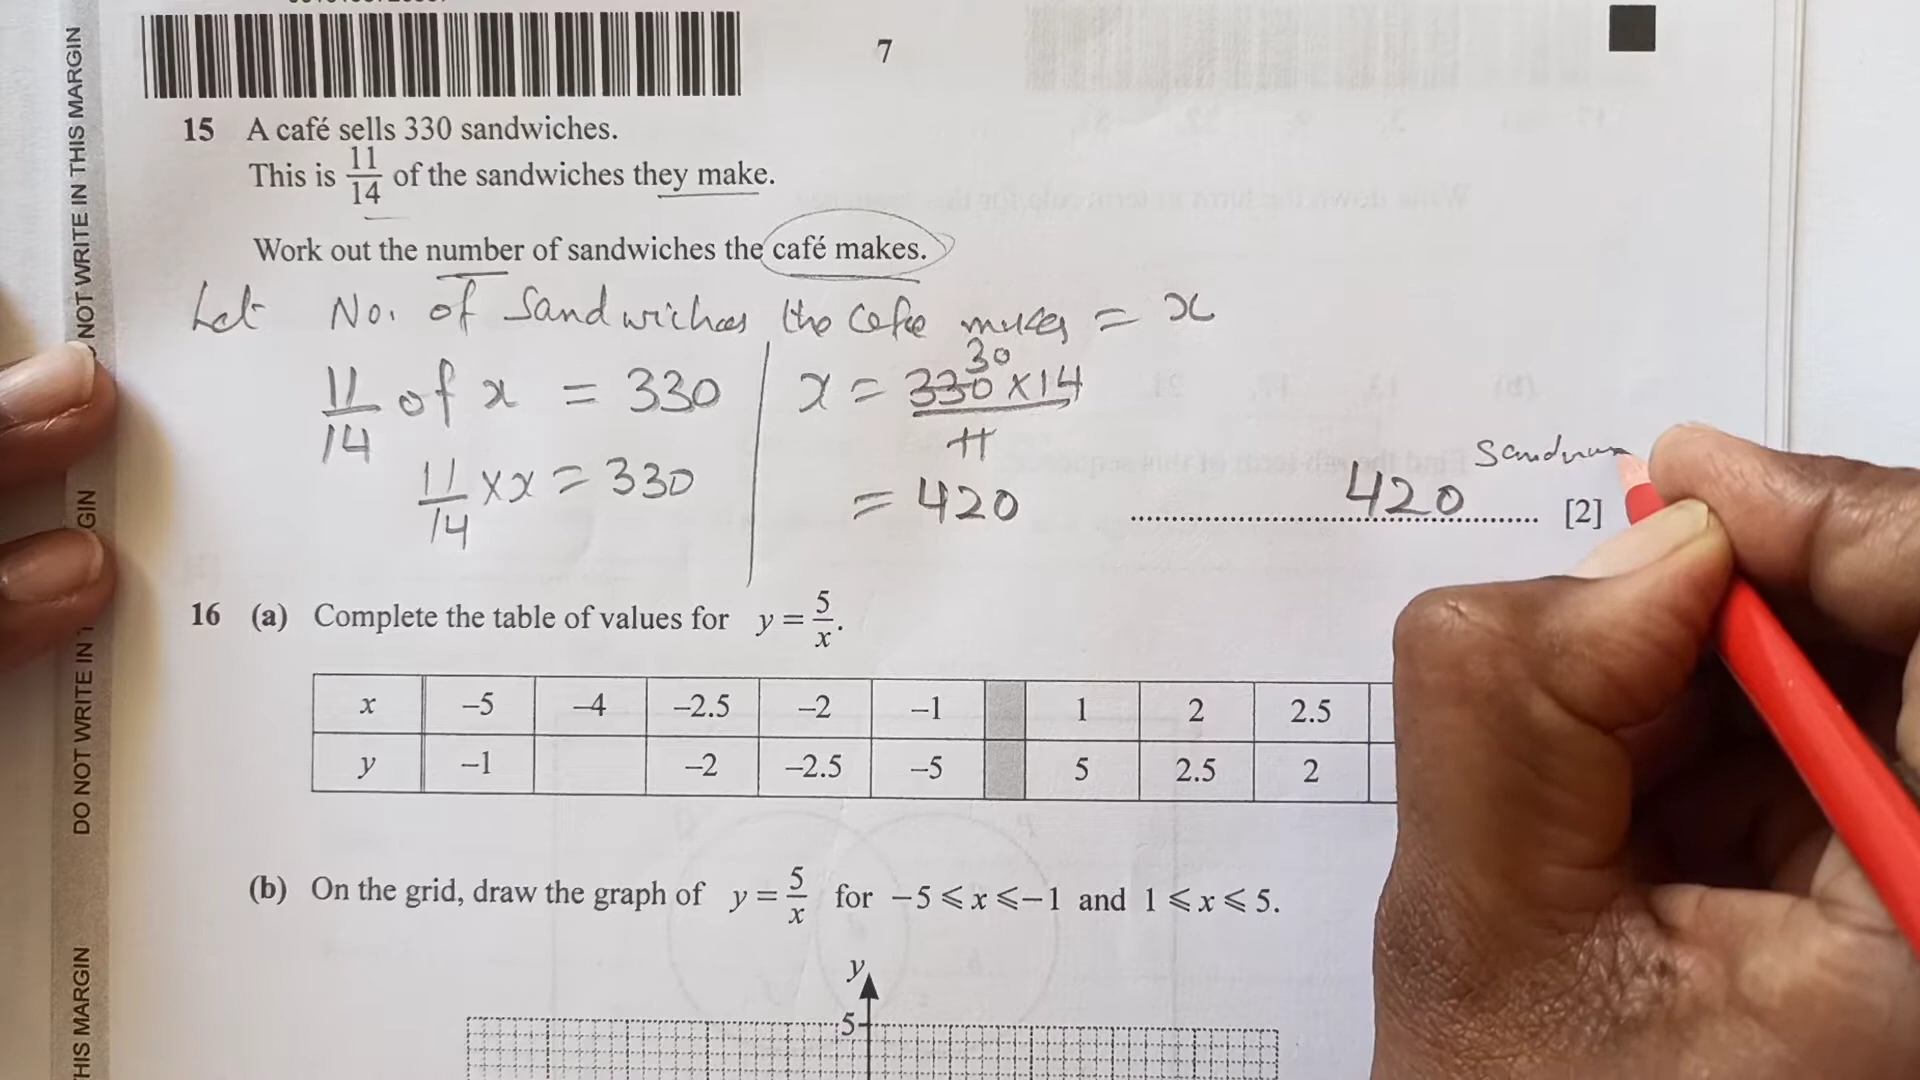 7
15 A café sells 330 sandwiches.
This is 11/14 of the sandwiches they make.
Work out the number of sandwiches the café makes.
Let No. of Sandwiches the Cafe makes = x
11/14 of x = 330
11/14 × x = 330
x = 330 × 14 / 11
30
= 420
420 [2]
16 (a) Complete the table of values for y = 5/x.
x –5 –4 –2.5 –2 –1 1 2 2.5
y –1 –2 –2.5 –5 5 2.5 2
(b) On the grid, draw the graph of y = 5/x for −5 ⩽ x ⩽ −1 and 1 ⩽ x ⩽ 5.
y
5
NOT WRITE IN THIS MARGIN
GIN
DO NOT WRITE IN
THIS MARGIN